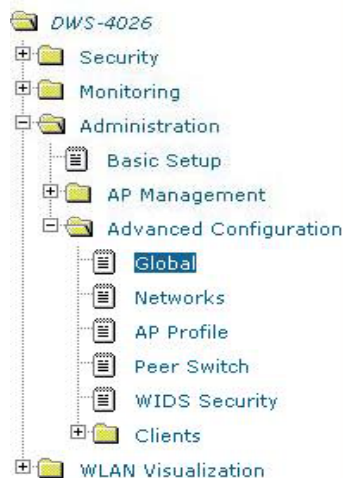 DWS-4026
Security
Monitoring
Administration
Basic Setup
AP Management
Advanced Configuration
Global
Networks
AP Profile
Peer Switch
WIDS Security
Clients
WLAN Visualization